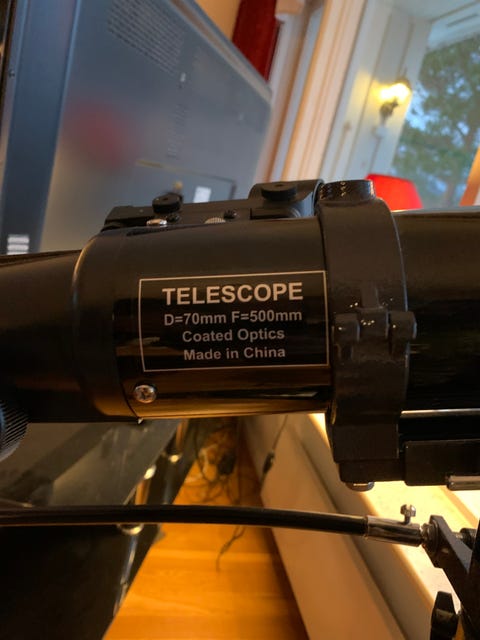 TELESCOPE
D=70mm F=500mm
Coated Optics
Made in China